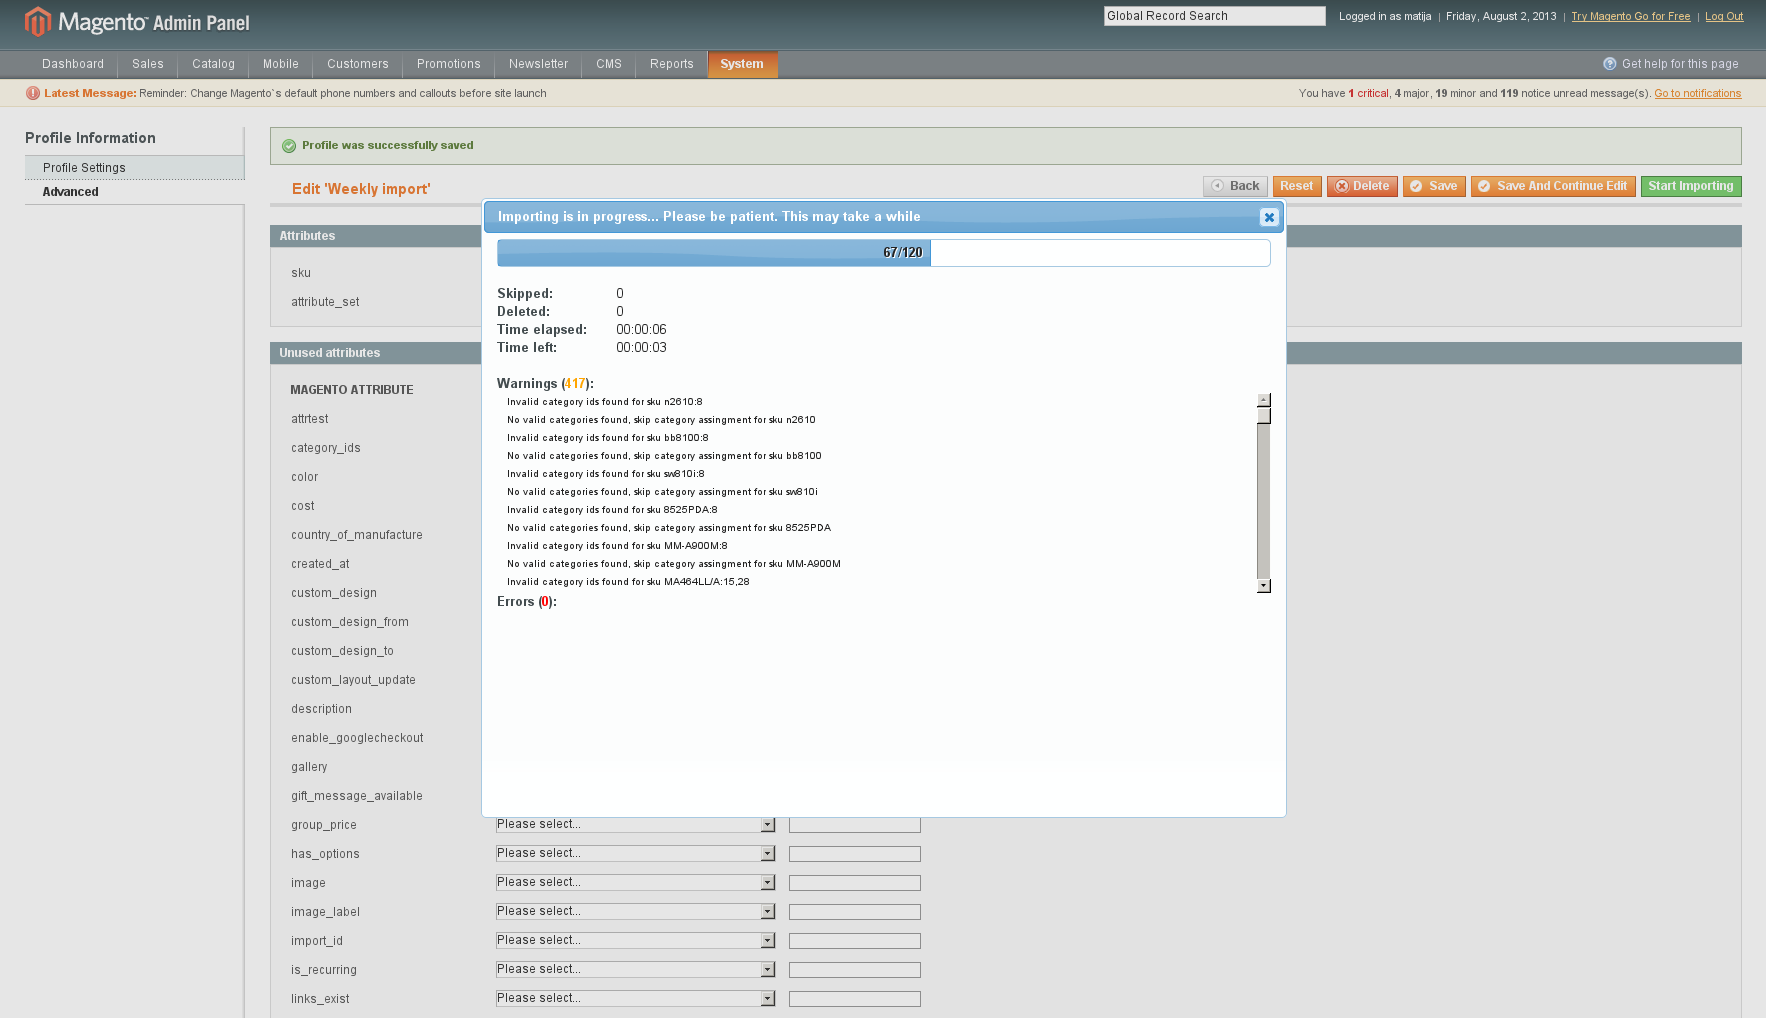 Magento Admin Panel
Global Record Search
Logged in as matija | Friday, August 2, 2013 | Try Magento Go for Free | Log Out
Dashboard Sales Catalog Mobile Customers Promotions Newsletter CMS Reports System
Get help for this page
Latest Message: Reminder: Change Magento`s default phone numbers and callouts before site launch
You have 1 critical, 4 major, 19 minor and 119 notice unread message(s). Go to notifications
Profile Information
Profile Settings
Advanced
Profile was successfully saved
Edit 'Weekly import'
Back Reset Delete Save Save And Continue Edit Start Importing
Importing is in progress... Please be patient. This may take a while
67/120
Skipped: 0
Deleted: 0
Time elapsed: 00:00:06
Time left: 00:00:03
Warnings (417):
Invalid category ids found for sku n2610:8
No valid categories found, skip category assingment for sku n2610
Invalid category ids found for sku bb8100:8
No valid categories found, skip category assingment for sku bb8100
Invalid category ids found for sku sw810i:8
No valid categories found, skip category assingment for sku sw810i
Invalid category ids found for sku 8525PDA:8
No valid categories found, skip category assingment for sku 8525PDA
Invalid category ids found for sku MM-A900M:8
No valid categories found, skip category assingment for sku MM-A900M
Invalid category ids found for sku MA464LL/A:15,28
Errors (0):
Attributes
sku
attribute_set
Unused attributes
MAGENTO ATTRIBUTE
attrtest
category_ids
color
cost
country_of_manufacture
created_at
custom_design
custom_design_from
custom_design_to
custom_layout_update
description
enable_googlecheckout
gallery
gift_message_available
group_price Please select...
has_options Please select...
image Please select...
image_label Please select...
import_id Please select...
is_recurring Please select...
links_exist Please select...